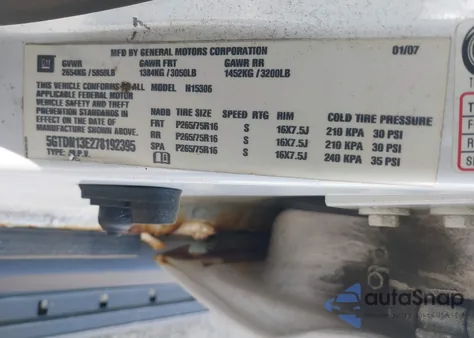 MFD BY GENERAL MOTORS CORPORATION 01/07
GM GVWR GAWR FRT GAWR RR
2654KG/5850LB 1384KG/3050LB 1452KG/3200LB
THIS VEHICLE CONFORMS TO ALL MODEL N15306
APPLICABLE FEDERAL MOTOR
VEHICLE SAFETY AND THEFT
PREVENTION STANDARDS IN
EFFECT ON THE DATE OF
MANUFACTURE SHOWN ABOVE.
5GTDN13E278192395
TYPE: M.P.V.
TIRE SIZE SPEED RTG RIM COLD TIRE PRESSURE
FRT P265/75R16 S 16X7.5J 210 KPA 30 PSI
RR P265/75R16 S 16X7.5J 210 KPA 30 PSI
SPA P265/75R16 S 16X7.5J 240 KPA 35 PSI
autoSnap